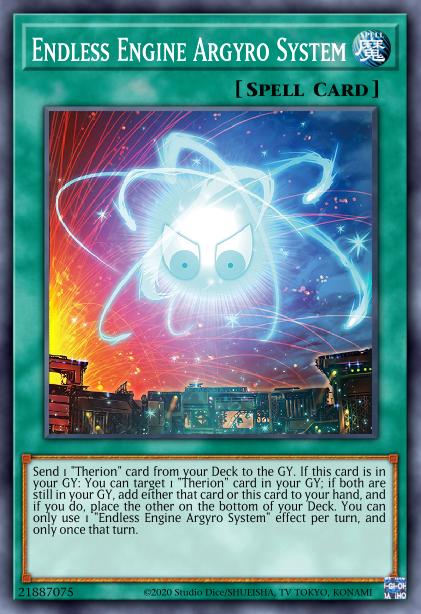 ENDLESS ENGINE ARGYRO SYSTEM
SPELL
魔
[SPELL CARD]
Send 1 "Therion" card from your Deck to the GY. If this card is in
your GY: You can target 1 "Therion" card in your GY; if both are
still in your GY, add either that card or this card to your hand, and
if you do, place the other on the bottom of your Deck. You can
only use 1 "Endless Engine Argyro System" effect per turn, and
only once that turn.
21887075
©2020 Studio Dice/SHUEISHA, TV TOKYO, KONAMI